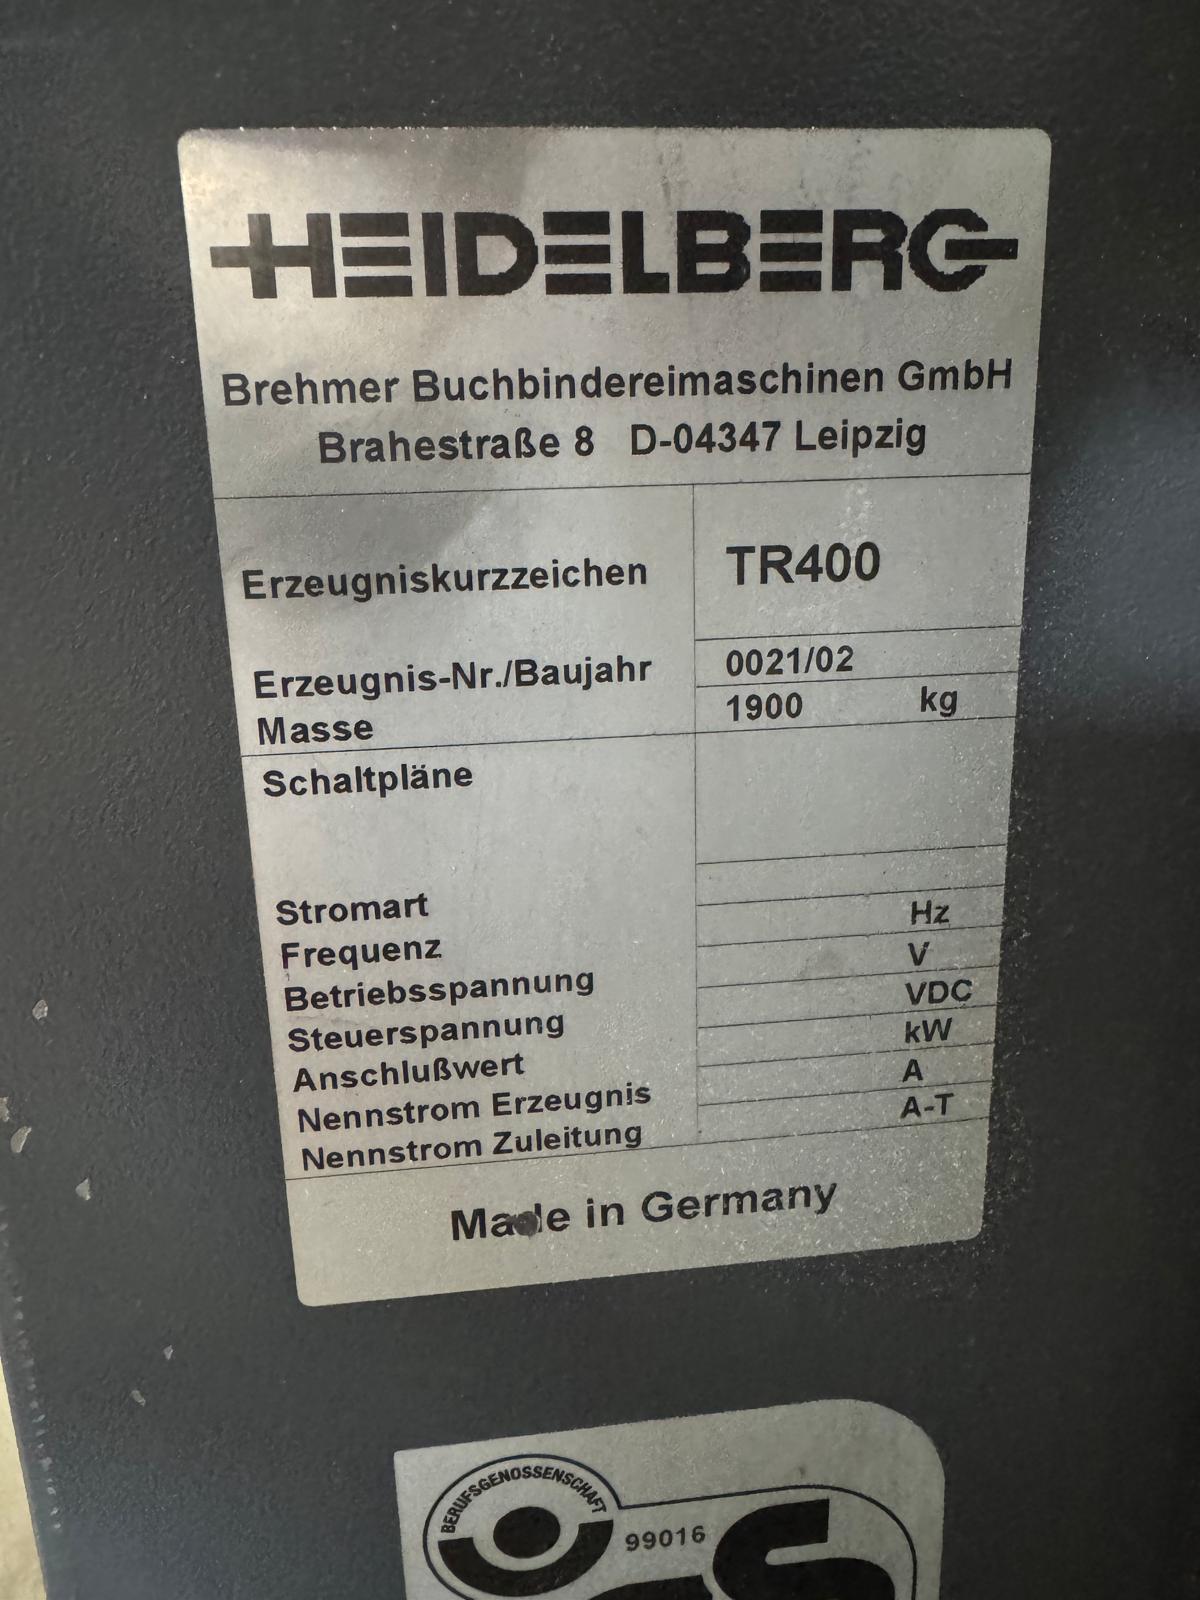 HEIDELBERG
Brehmer Buchbindereimaschinen GmbH
Brahestraße 8 D-04347 Leipzig
Erzeugniskurzzeichen TR400
Erzeugnis-Nr./Baujahr 0021/02
Masse 1900 kg
Schaltpläne
Stromart
Frequenz Hz
Betriebsspannung V
Steuerspannung VDC
Anschlußwert kW
Nennstrom Erzeugnis A
Nennstrom Zuleitung A-T
Made in Germany
BERUFSGENOSSENSCHAFT
99016